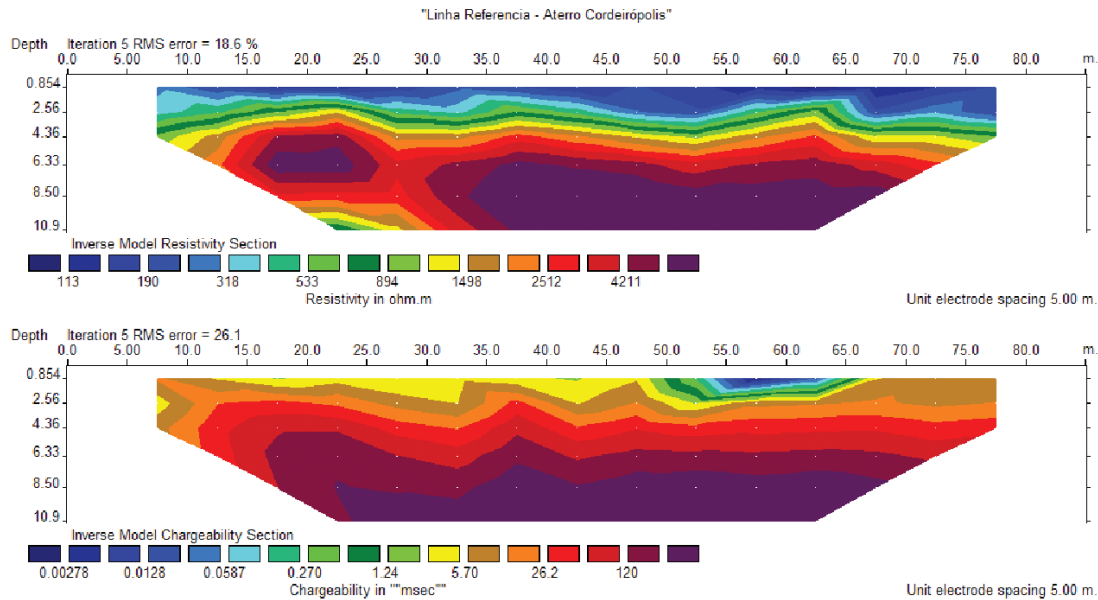 "Linha Referencia - Aterro Cordeirópolis"
Depth Iteration 5 RMS error = 18.6 %
0.0 5.00 10.0 15.0 20.0 25.0 30.0 35.0 40.0 45.0 50.0 55.0 60.0 65.0 70.0 75.0 80.0 m.
0.854
2.56
4.36
6.33
8.50
10.9
Inverse Model Resistivity Section
113 190 318 533 894 1498 2512 4211
Resistivity in ohm.m
Unit electrode spacing 5.00 m.
Depth Iteration 5 RMS error = 26.1
0.0 5.00 10.0 15.0 20.0 25.0 30.0 35.0 40.0 45.0 50.0 55.0 60.0 65.0 70.0 75.0 80.0 m.
0.854
2.56
4.36
6.33
8.50
10.9
Inverse Model Chargeability Section
0.00278 0.0128 0.0587 0.270 1.24 5.70 26.2 120
Chargeability in ""msec""
Unit electrode spacing 5.00 m.